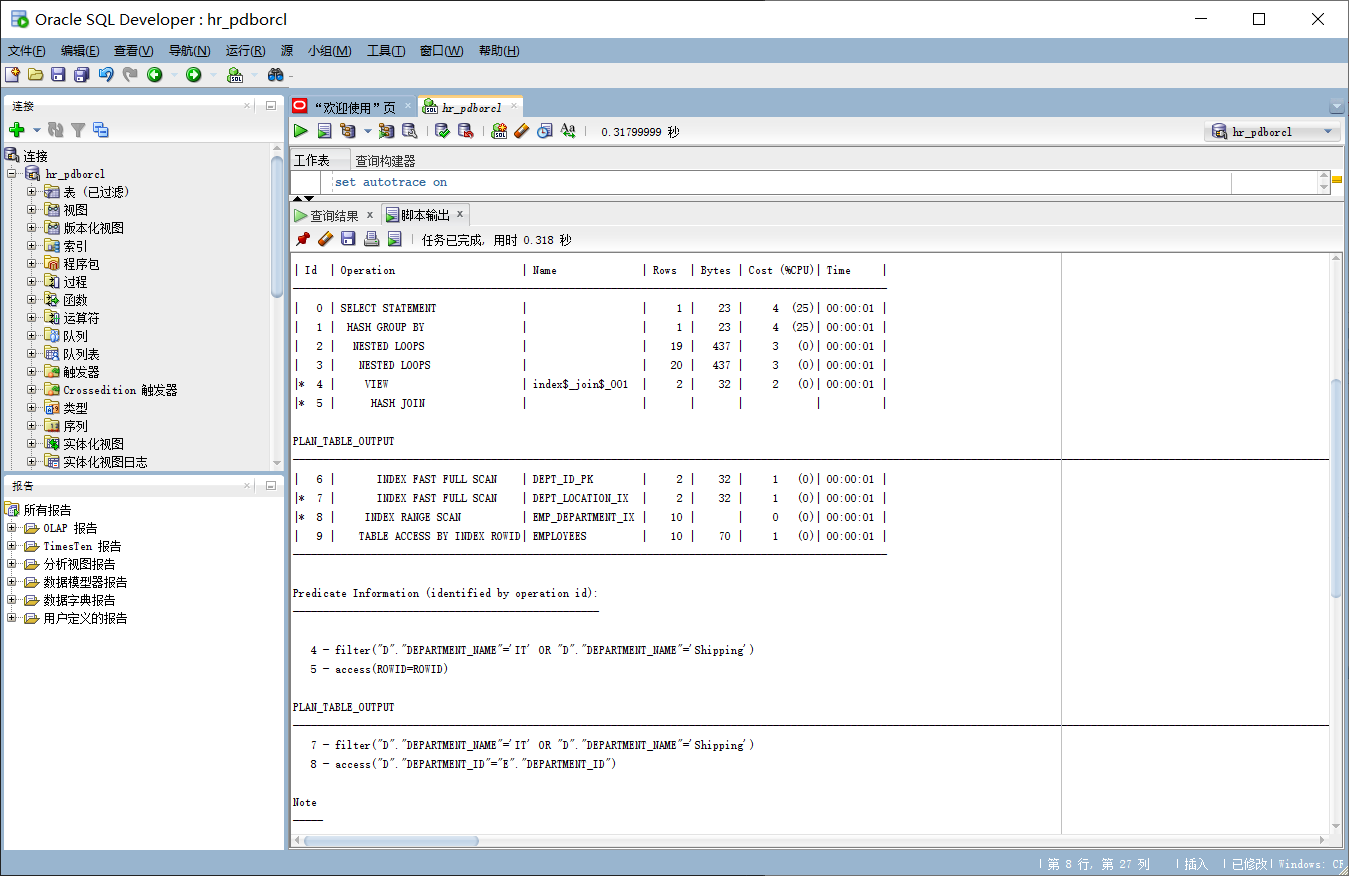 Oracle SQL Developer : hr_pdborcl
文件(F) 编辑(E) 查看(V) 导航(N) 运行(R) 源 小组(M) 工具(T) 窗口(W) 帮助(H)
连接
连接
hr_pdborcl
表 (已过滤)
视图
版本化视图
索引
程序包
过程
函数
运算符
队列
队列表
触发器
Crossedition 触发器
类型
序列
实体化视图
实体化视图日志
报告
所有报告
OLAP 报告
TimesTen 报告
分析视图报告
数据模型器报告
数据字典报告
用户定义的报告
“欢迎使用”页 hr_pdborcl
0.31799999 秒 hr_pdborcl
工作表 查询构建器
set autotrace on
查询结果 x 脚本输出 x
任务已完成, 用时 0.318 秒
| Id | Operation | Name | Rows | Bytes | Cost (%CPU)| Time |
| 0 | SELECT STATEMENT | | 1 | 23 | 4 (25)| 00:00:01 |
| 1 | HASH GROUP BY | | 1 | 23 | 4 (25)| 00:00:01 |
| 2 | NESTED LOOPS | | 19 | 437 | 3 (0)| 00:00:01 |
| 3 | NESTED LOOPS | | 20 | 437 | 3 (0)| 00:00:01 |
|* 4 | VIEW | index$_join$_001 | 2 | 32 | 2 (0)| 00:00:01 |
|* 5 | HASH JOIN | | | | | |
PLAN_TABLE_OUTPUT
| 6 | INDEX FAST FULL SCAN | DEPT_ID_PK | 2 | 32 | 1 (0)| 00:00:01 |
|* 7 | INDEX FAST FULL SCAN | DEPT_LOCATION_IX | 2 | 32 | 1 (0)| 00:00:01 |
|* 8 | INDEX RANGE SCAN | EMP_DEPARTMENT_IX | 10 | | 0 (0)| 00:00:01 |
| 9 | TABLE ACCESS BY INDEX ROWID| EMPLOYEES | 10 | 70 | 1 (0)| 00:00:01 |
Predicate Information (identified by operation id):
4 - filter("D"."DEPARTMENT_NAME"='IT' OR "D"."DEPARTMENT_NAME"='Shipping')
5 - access(ROWID=ROWID)
PLAN_TABLE_OUTPUT
7 - filter("D"."DEPARTMENT_NAME"='IT' OR "D"."DEPARTMENT_NAME"='Shipping')
8 - access("D"."DEPARTMENT_ID"="E"."DEPARTMENT_ID")
Note
第 8 行, 第 27 列 | 插入 | 已修改 | Windows: CR